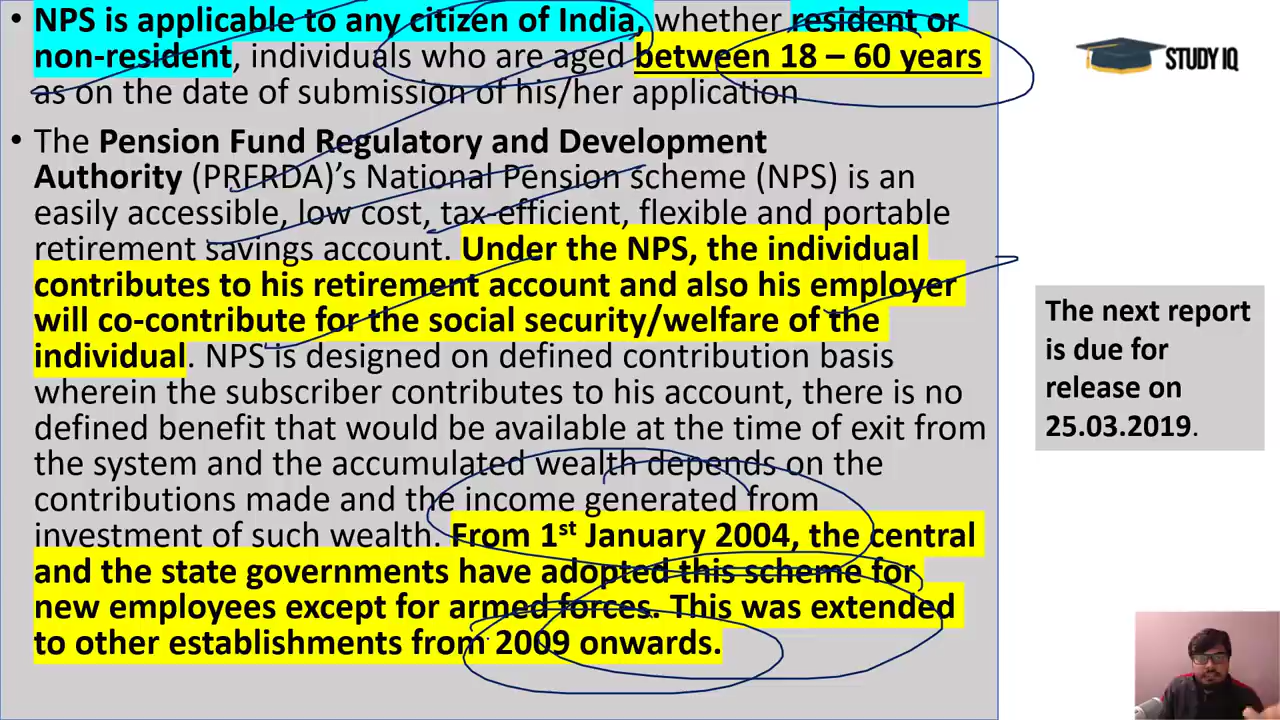 • NPS is applicable to any citizen of India, whether resident or
non-resident, individuals who are aged between 18 – 60 years
as on the date of submission of his/her application
• The Pension Fund Regulatory and Development
Authority (PRFRDA)’s National Pension scheme (NPS) is an
easily accessible, low cost, tax-efficient, flexible and portable
retirement savings account. Under the NPS, the individual
contributes to his retirement account and also his employer
will co-contribute for the social security/welfare of the
individual. NPS is designed on defined contribution basis
wherein the subscriber contributes to his account, there is no
defined benefit that would be available at the time of exit from
the system and the accumulated wealth depends on the
contributions made and the income generated from
investment of such wealth. From 1st January 2004, the central
and the state governments have adopted this scheme for
new employees except for armed forces. This was extended
to other establishments from 2009 onwards.
STUDY IQ
The next report
is due for
release on
25.03.2019.